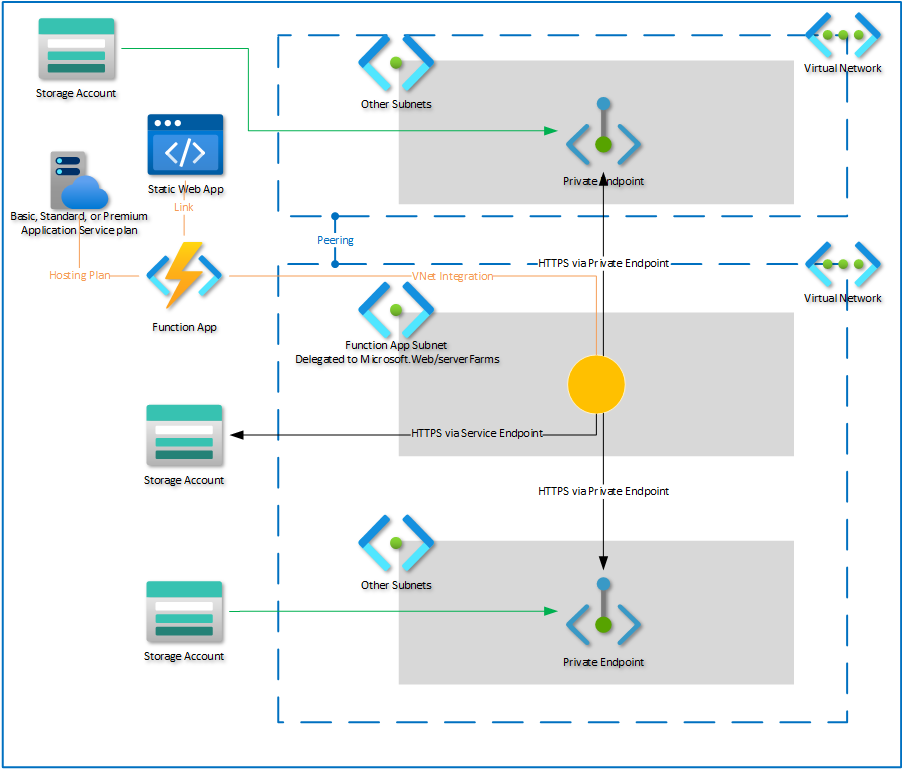 Storage Account
Other Subnets
Virtual Network
Static Web App
Private Endpoint
Link
Basic, Standard, or Premium
Application Service plan
Peering
HTTPS via Private Endpoint
Hosting Plan
VNet Integration
Virtual Network
Function App
Function App Subnet
Delegated to Microsoft.Web/serverFarms
HTTPS via Service Endpoint
Storage Account
HTTPS via Private Endpoint
Other Subnets
Storage Account
Private Endpoint